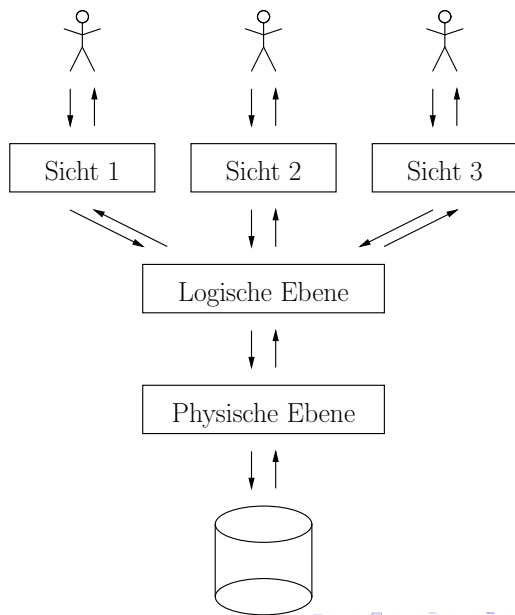 Sicht 1
Sicht 2
Sicht 3
Logische Ebene
Physische Ebene